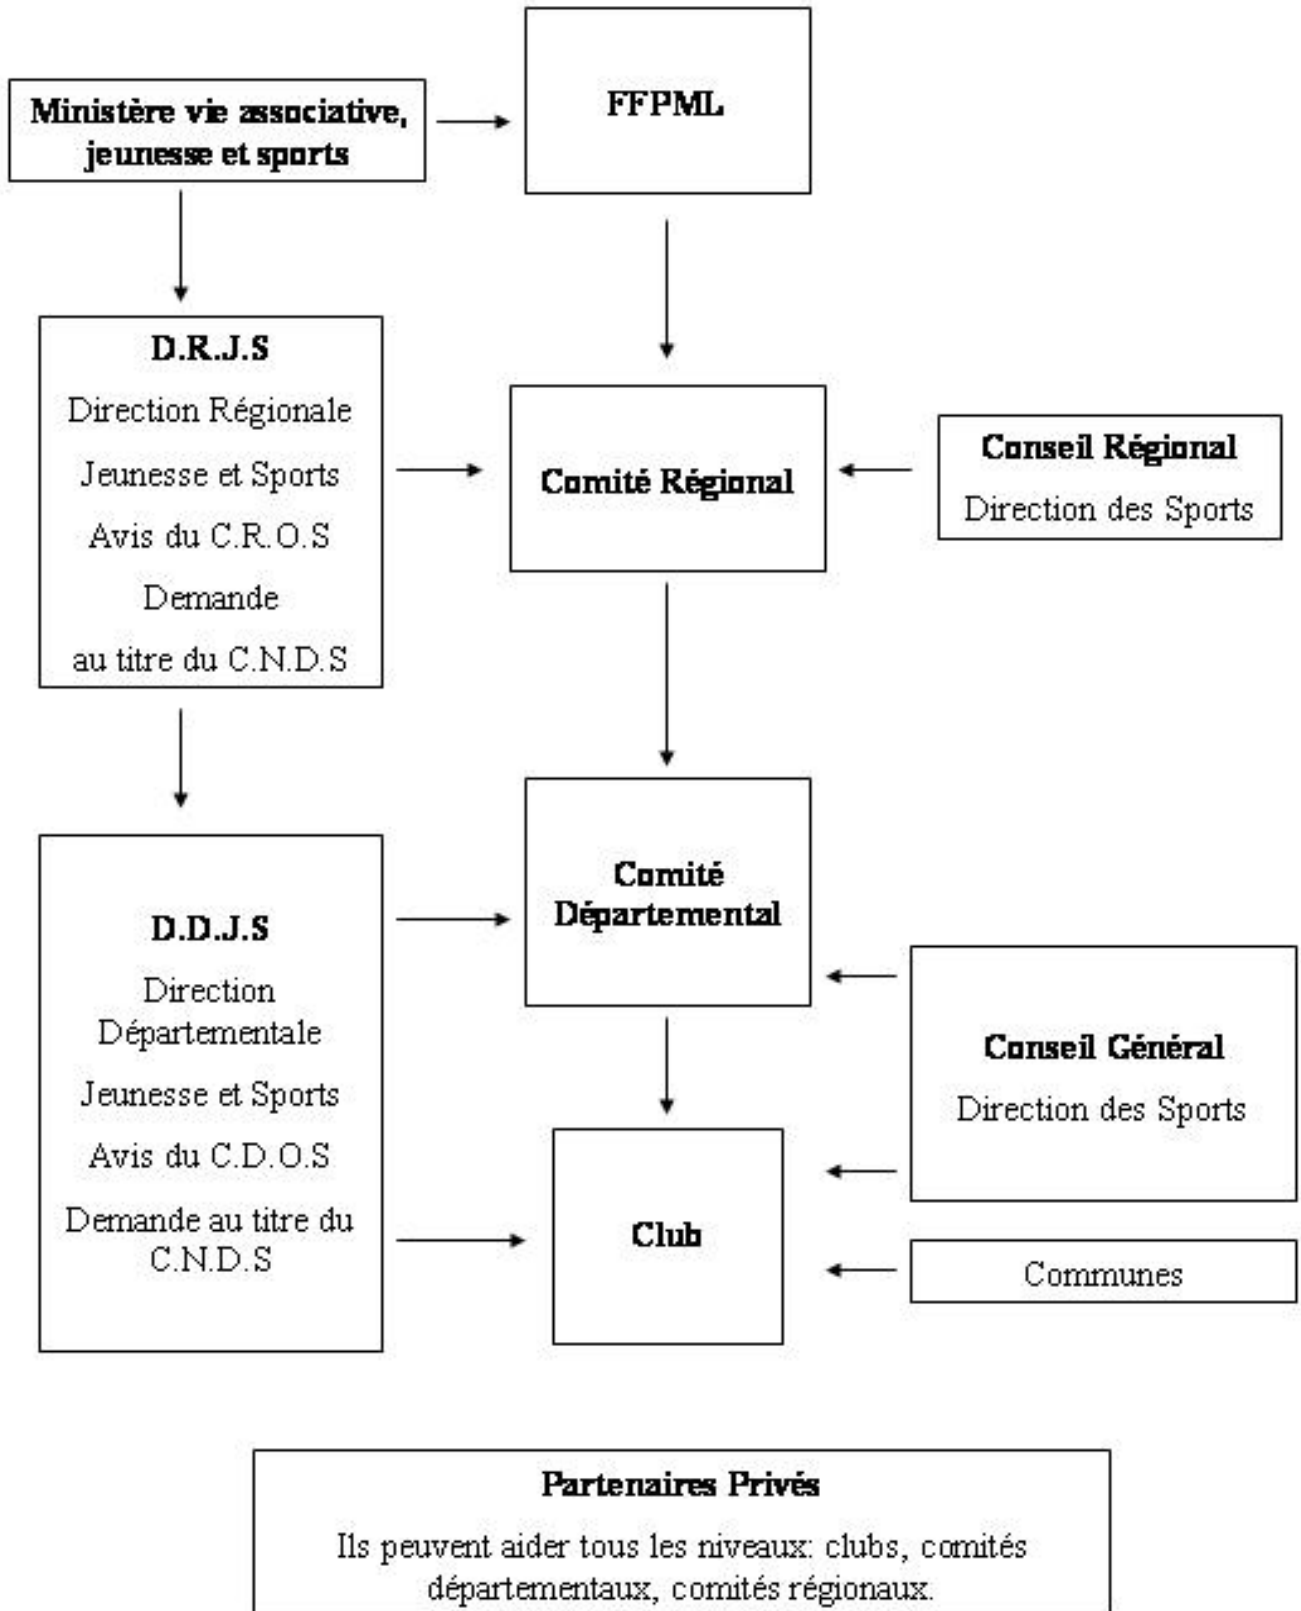 FFPML
Ministère vie associative,
jeunesse et sports
D.R.J.S
Direction Régionale
Jeunesse et Sports
Avis du C.R.O.S
Demande
au titre du C.N.D.S
Comité Régional
Conseil Régional
Direction des Sports
D.D.J.S
Direction
Départementale
Jeunesse et Sports
Avis du C.D.O.S
Demande au titre du
C.N.D.S
Comité
Départemental
Conseil Général
Direction des Sports
Club
Communes
Partenaires Privés
Ils peuvent aider tous les niveaux: clubs, comités
départementaux, comités régionaux.